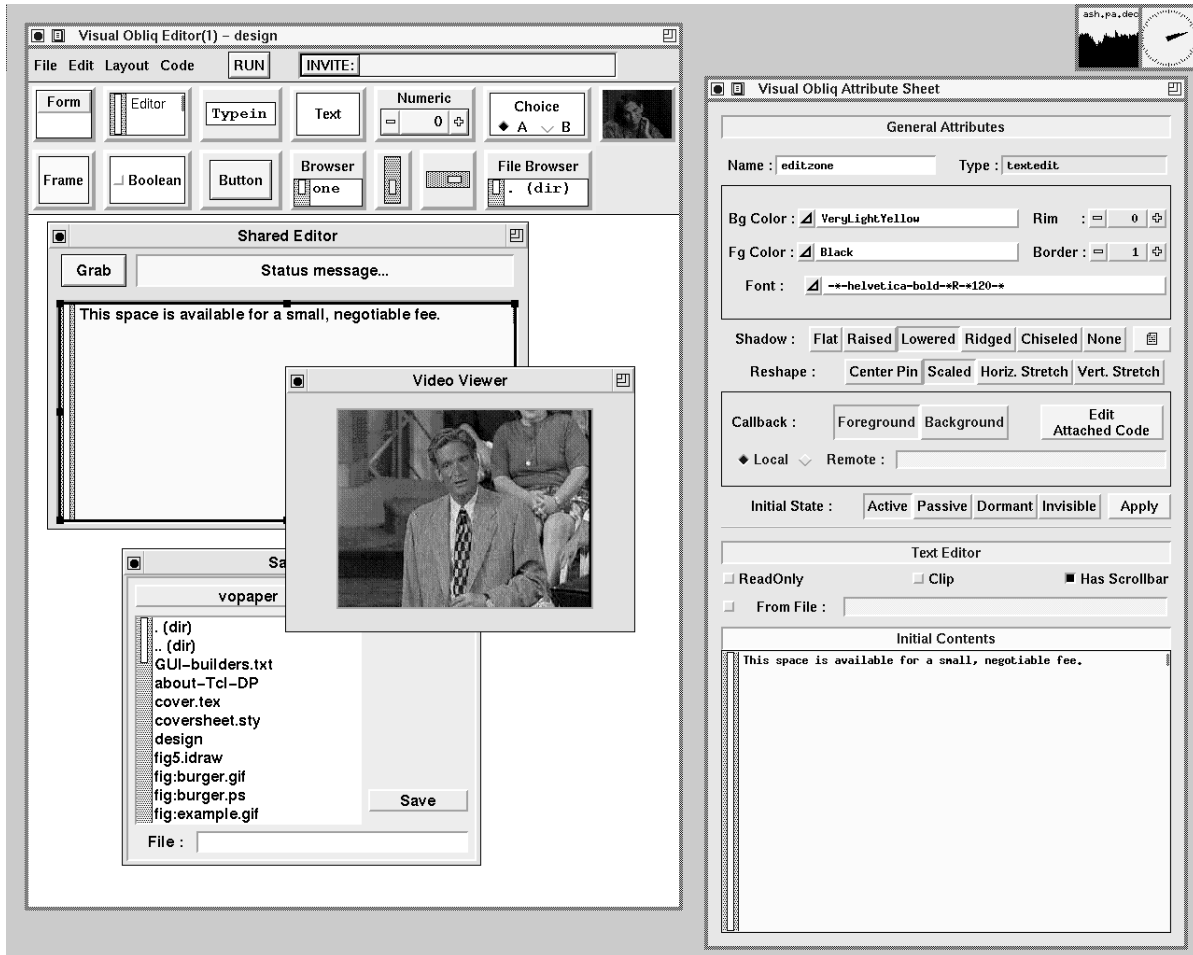 ash.pa.dec
Visual Obliq Editor(1) – design
File Edit Layout Code RUN INVITE:
Form Editor Typein Text Numeric 0 Choice A B
Frame Boolean Button Browser one File Browser . (dir)
Shared Editor
Grab Status message...
This space is available for a small, negotiable fee.
Video Viewer
Sa
vopaper
. (dir)
.. (dir)
GUI–builders.txt
about–Tcl–DP
cover.tex
coversheet.sty
design
fig5.idraw
fig:burger.gif
fig:burger.ps
fig:example.gif
Save
File :
Visual Obliq Attribute Sheet
General Attributes
Name : editzone Type : textedit
Bg Color : VeryLightYellow Rim : 0
Fg Color : Black Border : 1
Font : -*-helvetica-bold-*R-*120-*
Shadow : Flat Raised Lowered Ridged Chiseled None
Reshape : Center Pin Scaled Horiz. Stretch Vert. Stretch
Callback : Foreground Background Edit
Attached Code
Local Remote :
Initial State : Active Passive Dormant Invisible Apply
Text Editor
ReadOnly Clip Has Scrollbar
From File :
Initial Contents
This space is available for a small, negotiable fee.